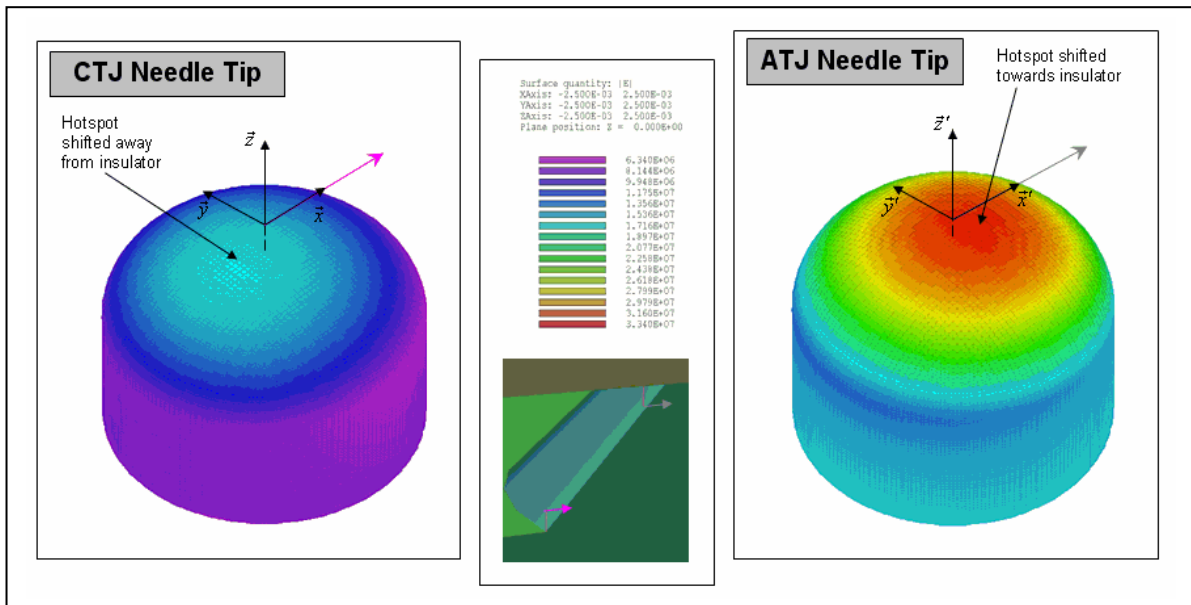 CTJ Needle Tip
Hotspot
shifted away
from insulator
z
y
x
Surface quantity: |E|
XAxis: -2.500E-03 2.500E-03
YAxis: -2.500E-03 2.500E-03
ZAxis: -2.500E-03 2.500E-03
Plane position: Z = 0.000E+00
6.340E+06
8.144E+06
9.948E+06
1.175E+07
1.356E+07
1.536E+07
1.716E+07
1.897E+07
2.077E+07
2.258E+07
2.438E+07
2.618E+07
2.799E+07
2.979E+07
3.160E+07
3.340E+07
ATJ Needle Tip
Hotspot shifted
towards insulator
z'
y'
x'